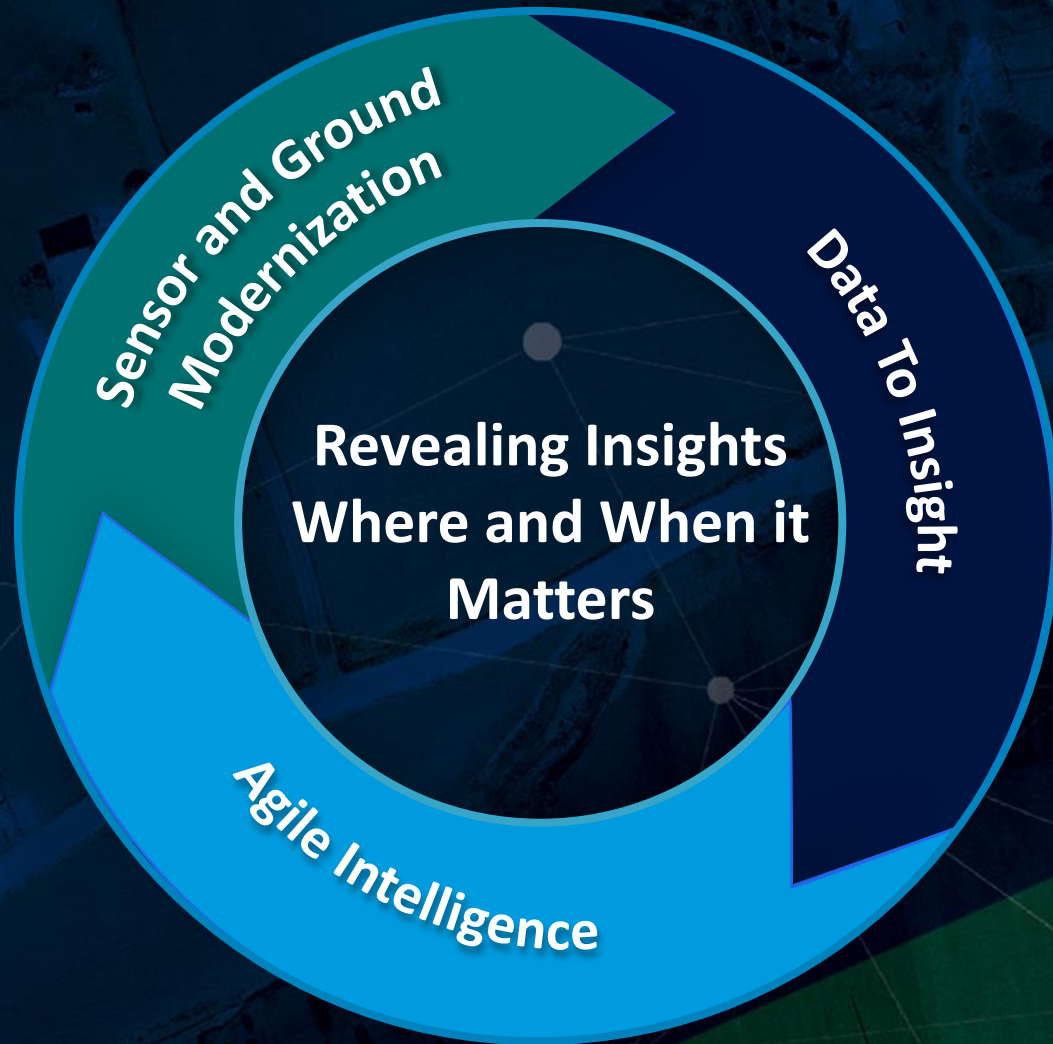 Sensor and Ground
Modernization
Data To Insight
Revealing Insights
Where and When it
Matters
Agile Intelligence